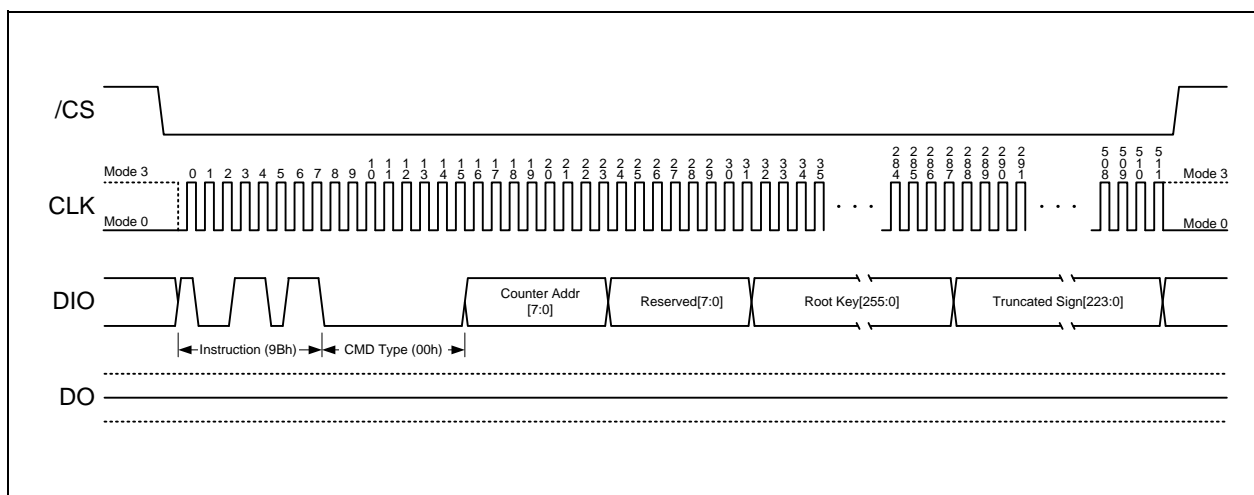 /CS
Mode 3
0 1 2 3 4 5 6 7 8 9 10 11 12 13 14 15 16 17 18 19 20 21 22 23 24 25 26 27 28 29 30 31 32 33 34 35 284 285 286 287 288 289 290 291 508 509 510 511
Mode 3
CLK
. . .
. . .
Mode 0
Mode 0
DIO
Counter Addr
[7:0]
Reserved[7:0]
Root Key[255:0]
Truncated Sign[223:0]
Instruction (9Bh)
CMD Type (00h)
DO